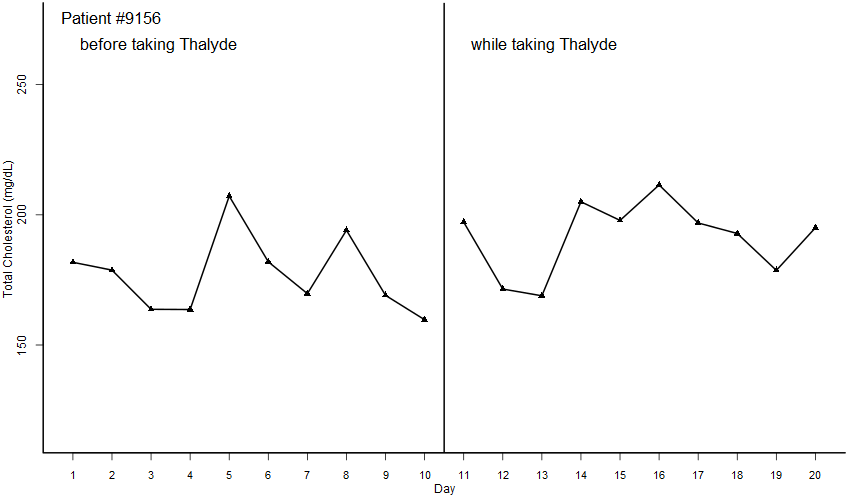 Patient #9156
before taking Thalyde
while taking Thalyde
Total Cholesterol (mg/dL)
250
200
150
1 2 3 4 5 6 7 8 9 10 11 12 13 14 15 16 17 18 19 20
Day